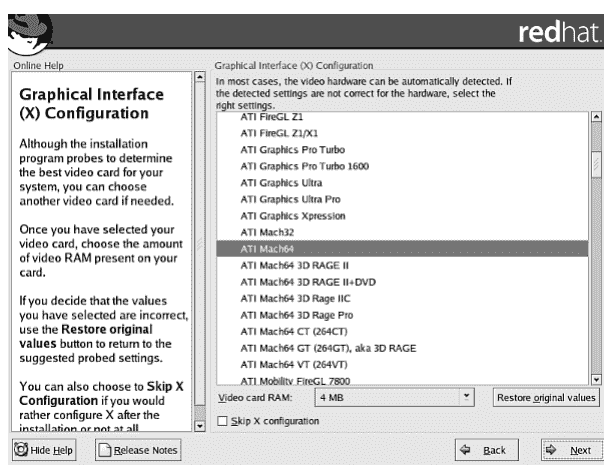 redhat.
Online Help
Graphical Interface
(X) Configuration
Although the installation
program probes to determine
the best video card for your
system, you can choose
another video card if needed.
Once you have selected your
video card, choose the amount
of video RAM present on your
card.
If you decide that the values
you have selected are incorrect,
use the Restore original
values button to return to the
suggested probed settings.
You can also choose to Skip X
Configuration if you would
rather configure X after the
installation or not at all.
Graphical Interface (X) Configuration
In most cases, the video hardware can be automatically detected. If
the detected settings are not correct for the hardware, select the
right settings.
ATI FireGL Z1
ATI FireGL Z1/X1
ATI Graphics Pro Turbo
ATI Graphics Pro Turbo 1600
ATI Graphics Ultra
ATI Graphics Ultra Pro
ATI Graphics Xpression
ATI Mach32
ATI Mach64
ATI Mach64 3D RAGE II
ATI Mach64 3D RAGE II+DVD
ATI Mach64 3D Rage IIC
ATI Mach64 3D Rage Pro
ATI Mach64 CT (264CT)
ATI Mach64 GT (264GT), aka 3D RAGE
ATI Mach64 VT (264VT)
ATI Mobility FireGL 7800
Video card RAM: 4 MB Restore original values
Skip X configuration
Hide Help Release Notes Back Next